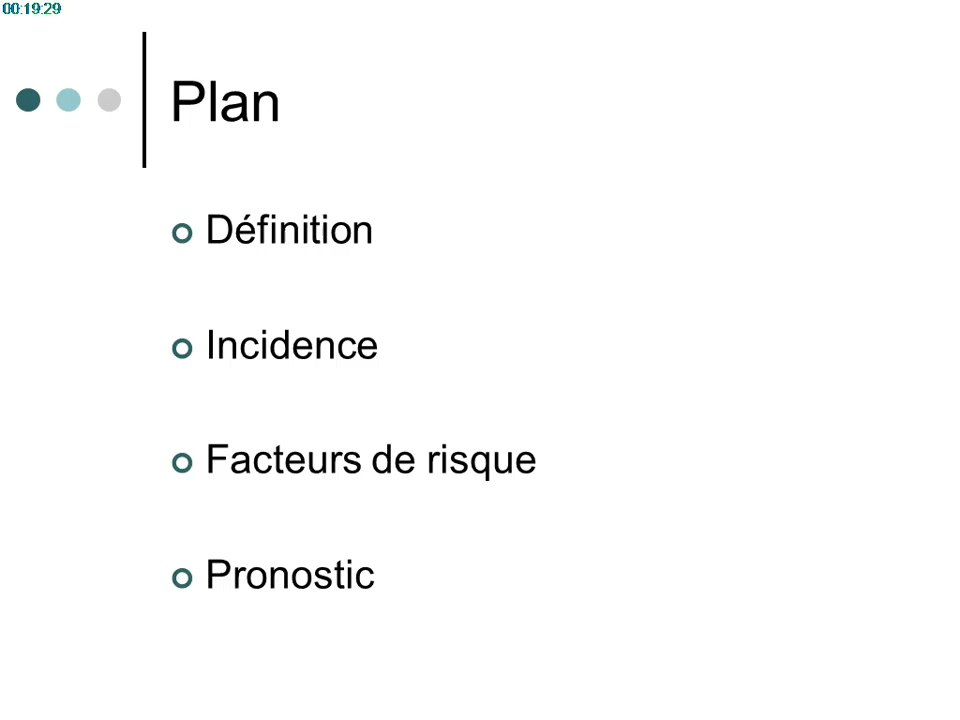 00:19:29
Plan
Définition
Incidence
Facteurs de risque
Pronostic